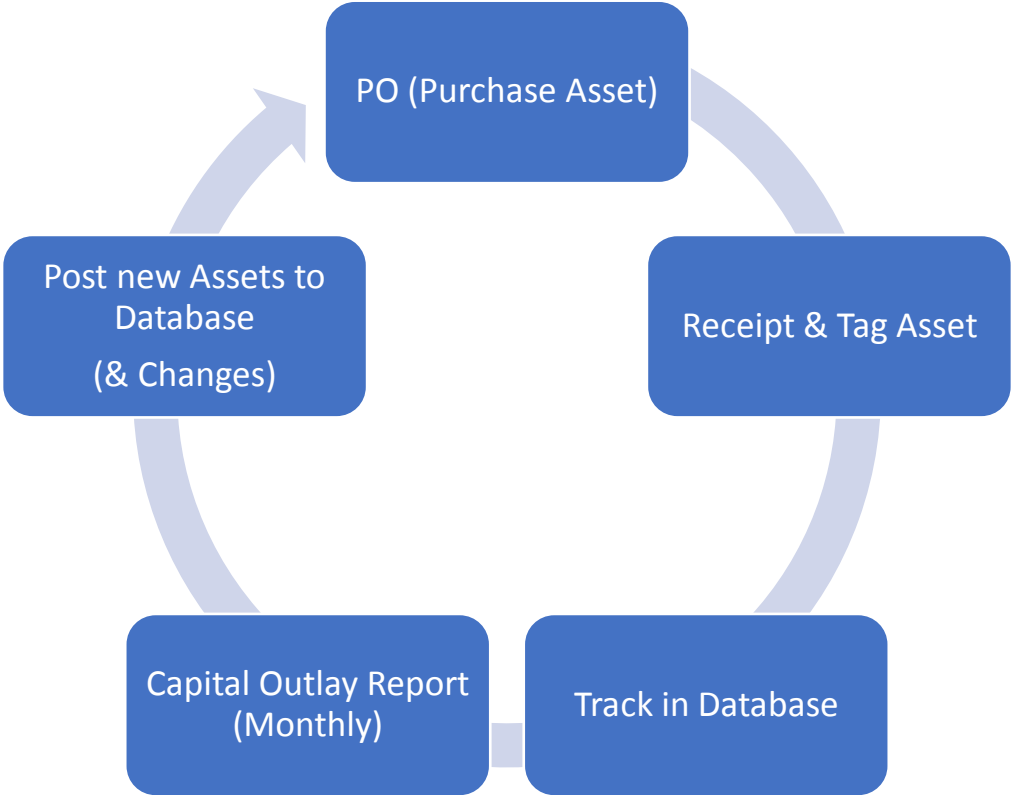 PO (Purchase Asset)
Receipt & Tag Asset
Track in Database
Capital Outlay Report
(Monthly)
Post new Assets to
Database
(& Changes)